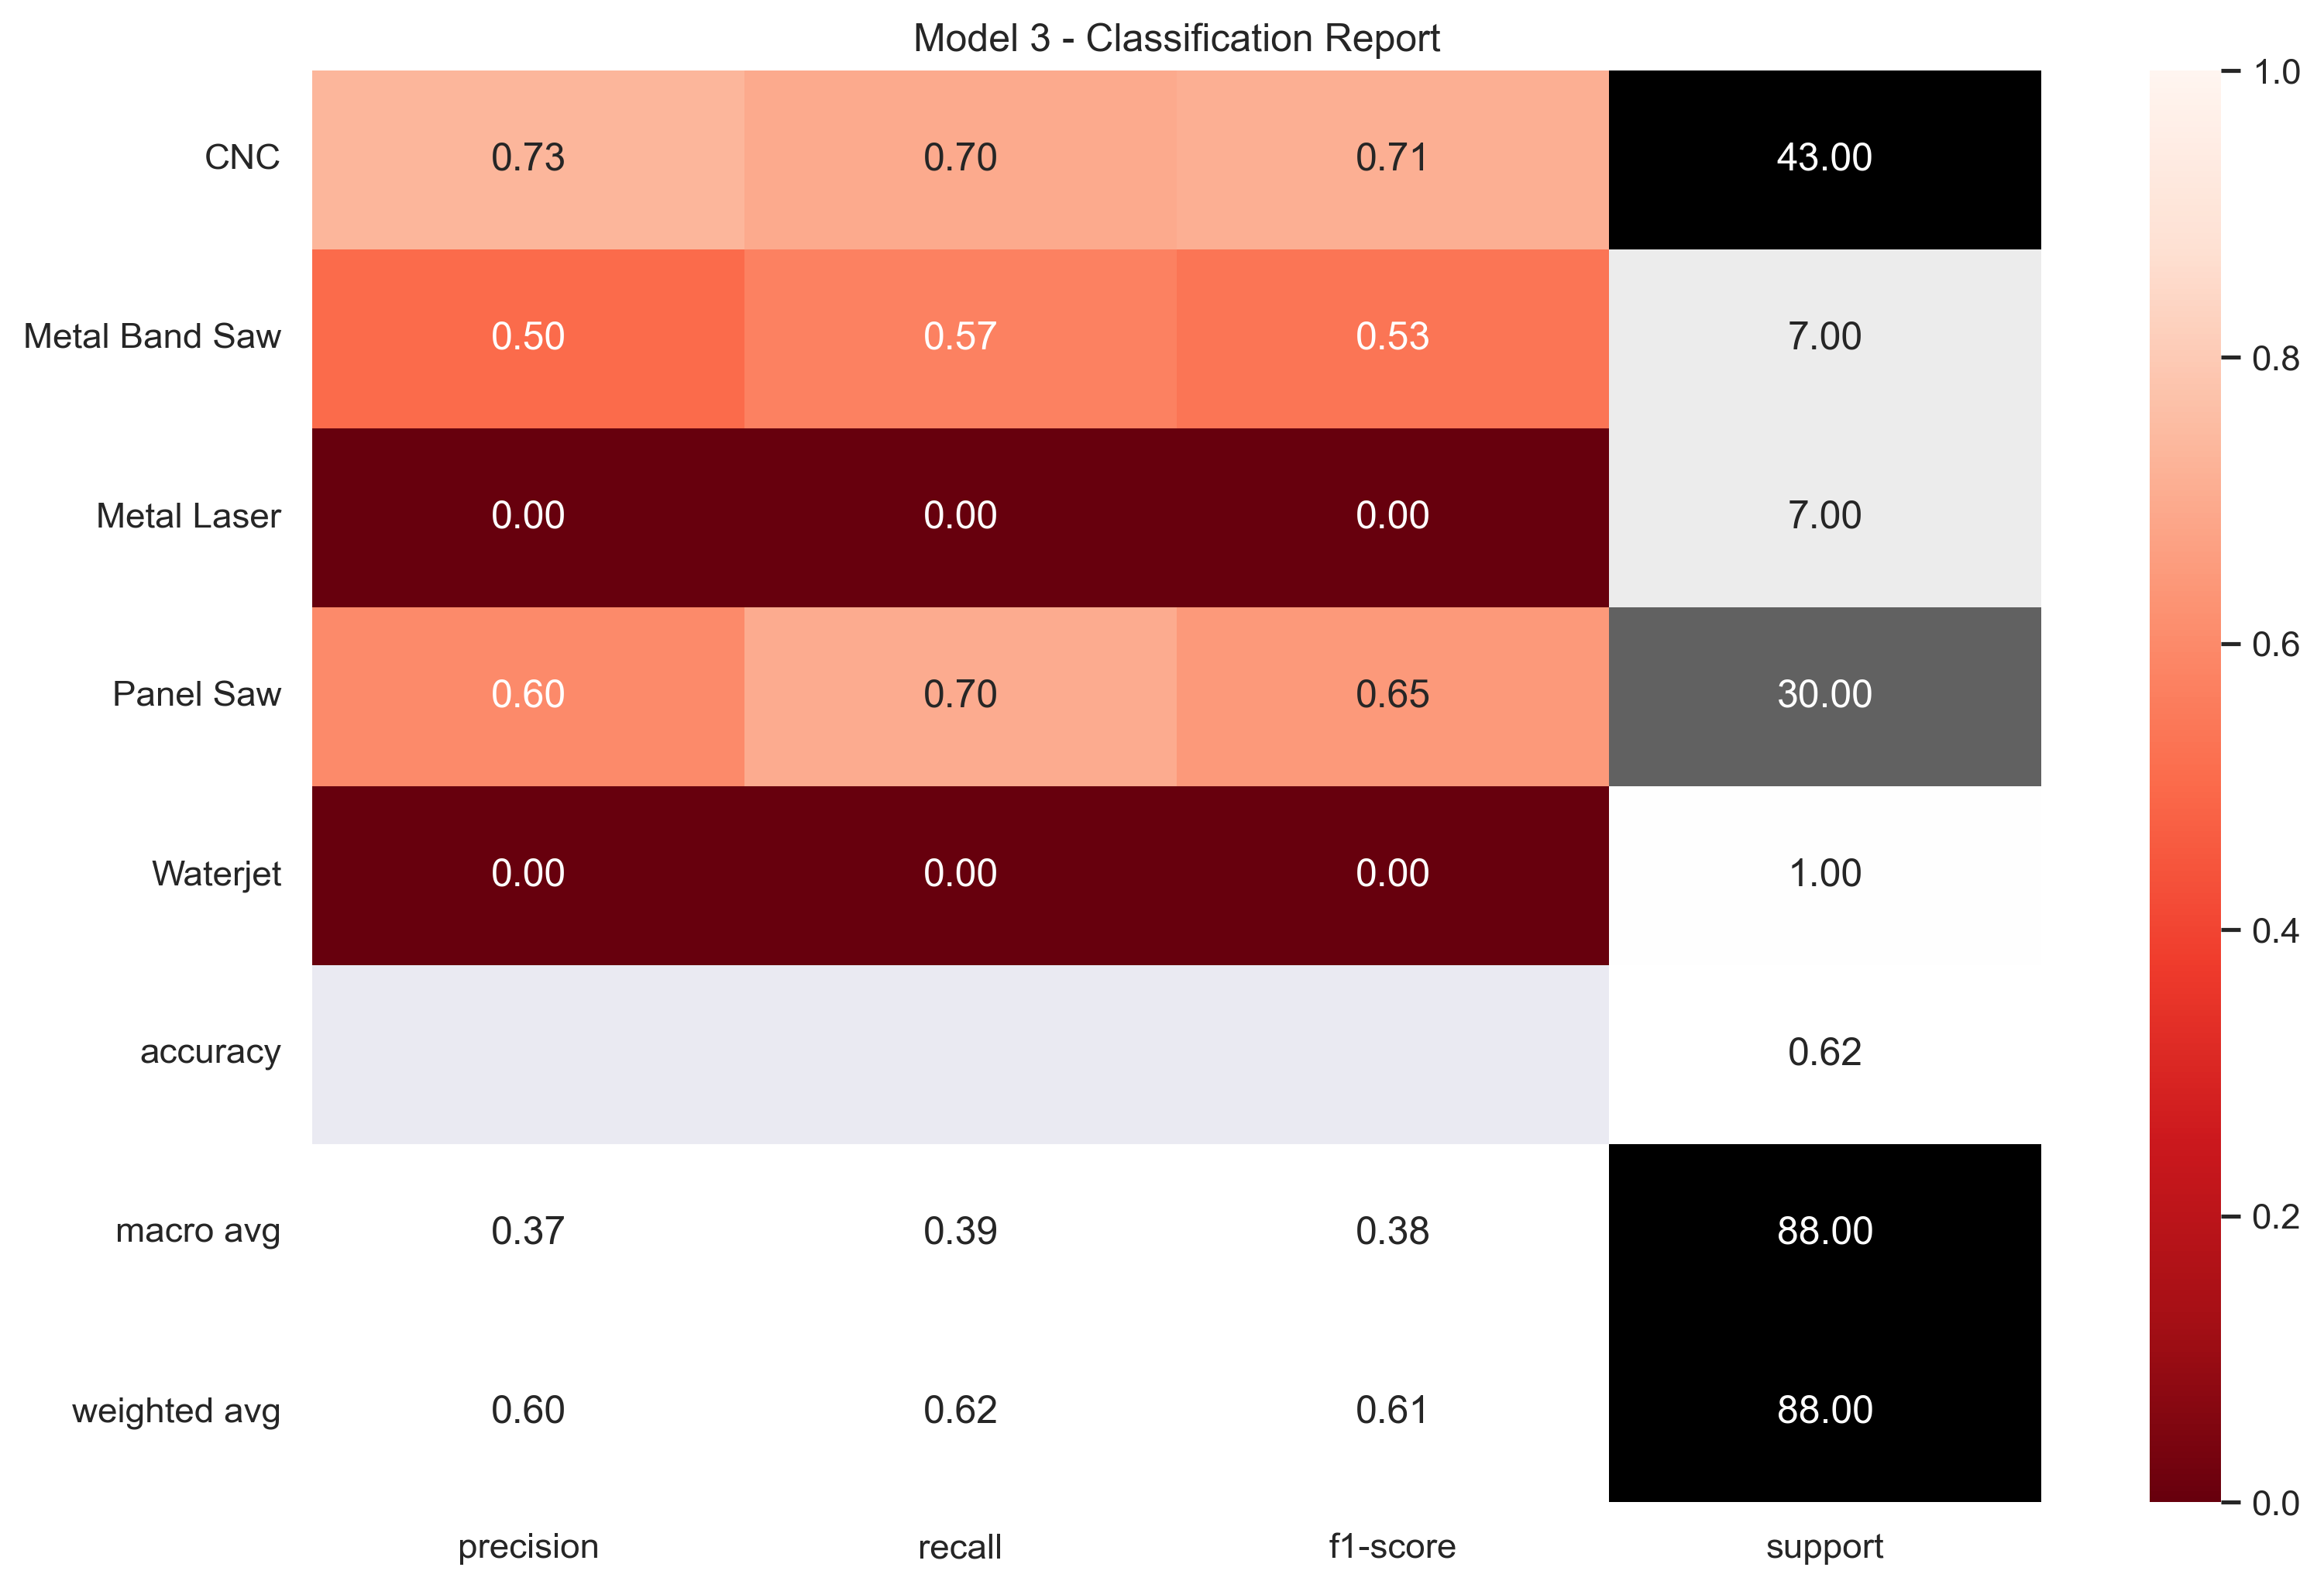 Model 3 - Classification Report
CNC 0.73 0.70 0.71 43.00
Metal Band Saw 0.50 0.57 0.53 7.00
Metal Laser 0.00 0.00 0.00 7.00
Panel Saw 0.60 0.70 0.65 30.00
Waterjet 0.00 0.00 0.00 1.00
accuracy 0.62
macro avg 0.37 0.39 0.38 88.00
weighted avg 0.60 0.62 0.61 88.00
precision recall f1-score support
1.0
0.8
0.6
0.4
0.2
0.0